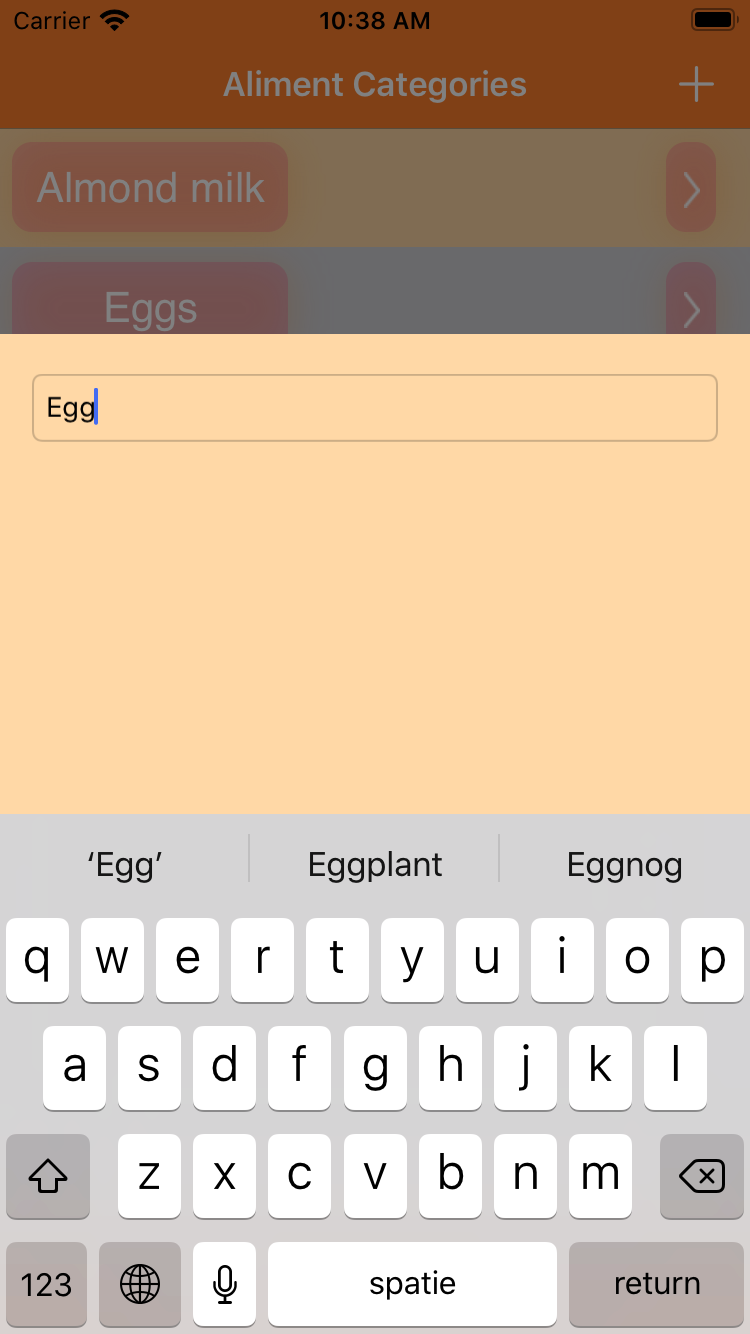 Carrier 10:38 AM
Aliment Categories
Almond milk
Eggs
Egg
‘Egg’ Eggplant Eggnog
q w e r t y u i o p
a s d f g h j k l
z x c v b n m
123 spatie return